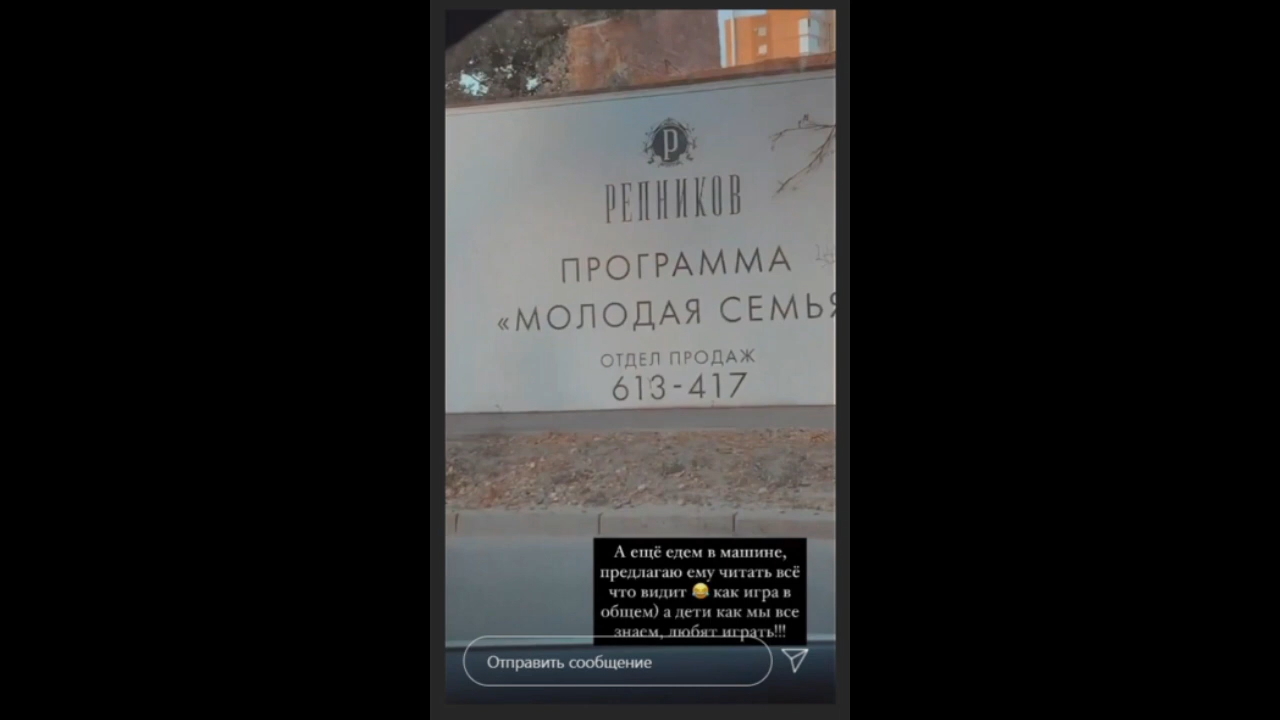 Р
РЕПНИКОВ
ПРОГРАММА
«МОЛОДАЯ СЕМЬЯ
ОТДЕЛ ПРОДАЖ
613-417
А ещё едем в машине,
предлагаю ему читать всё
что видит 😂 как игра в
общем) а дети как мы все
знаем, любят играть!!!
Отправить сообщение